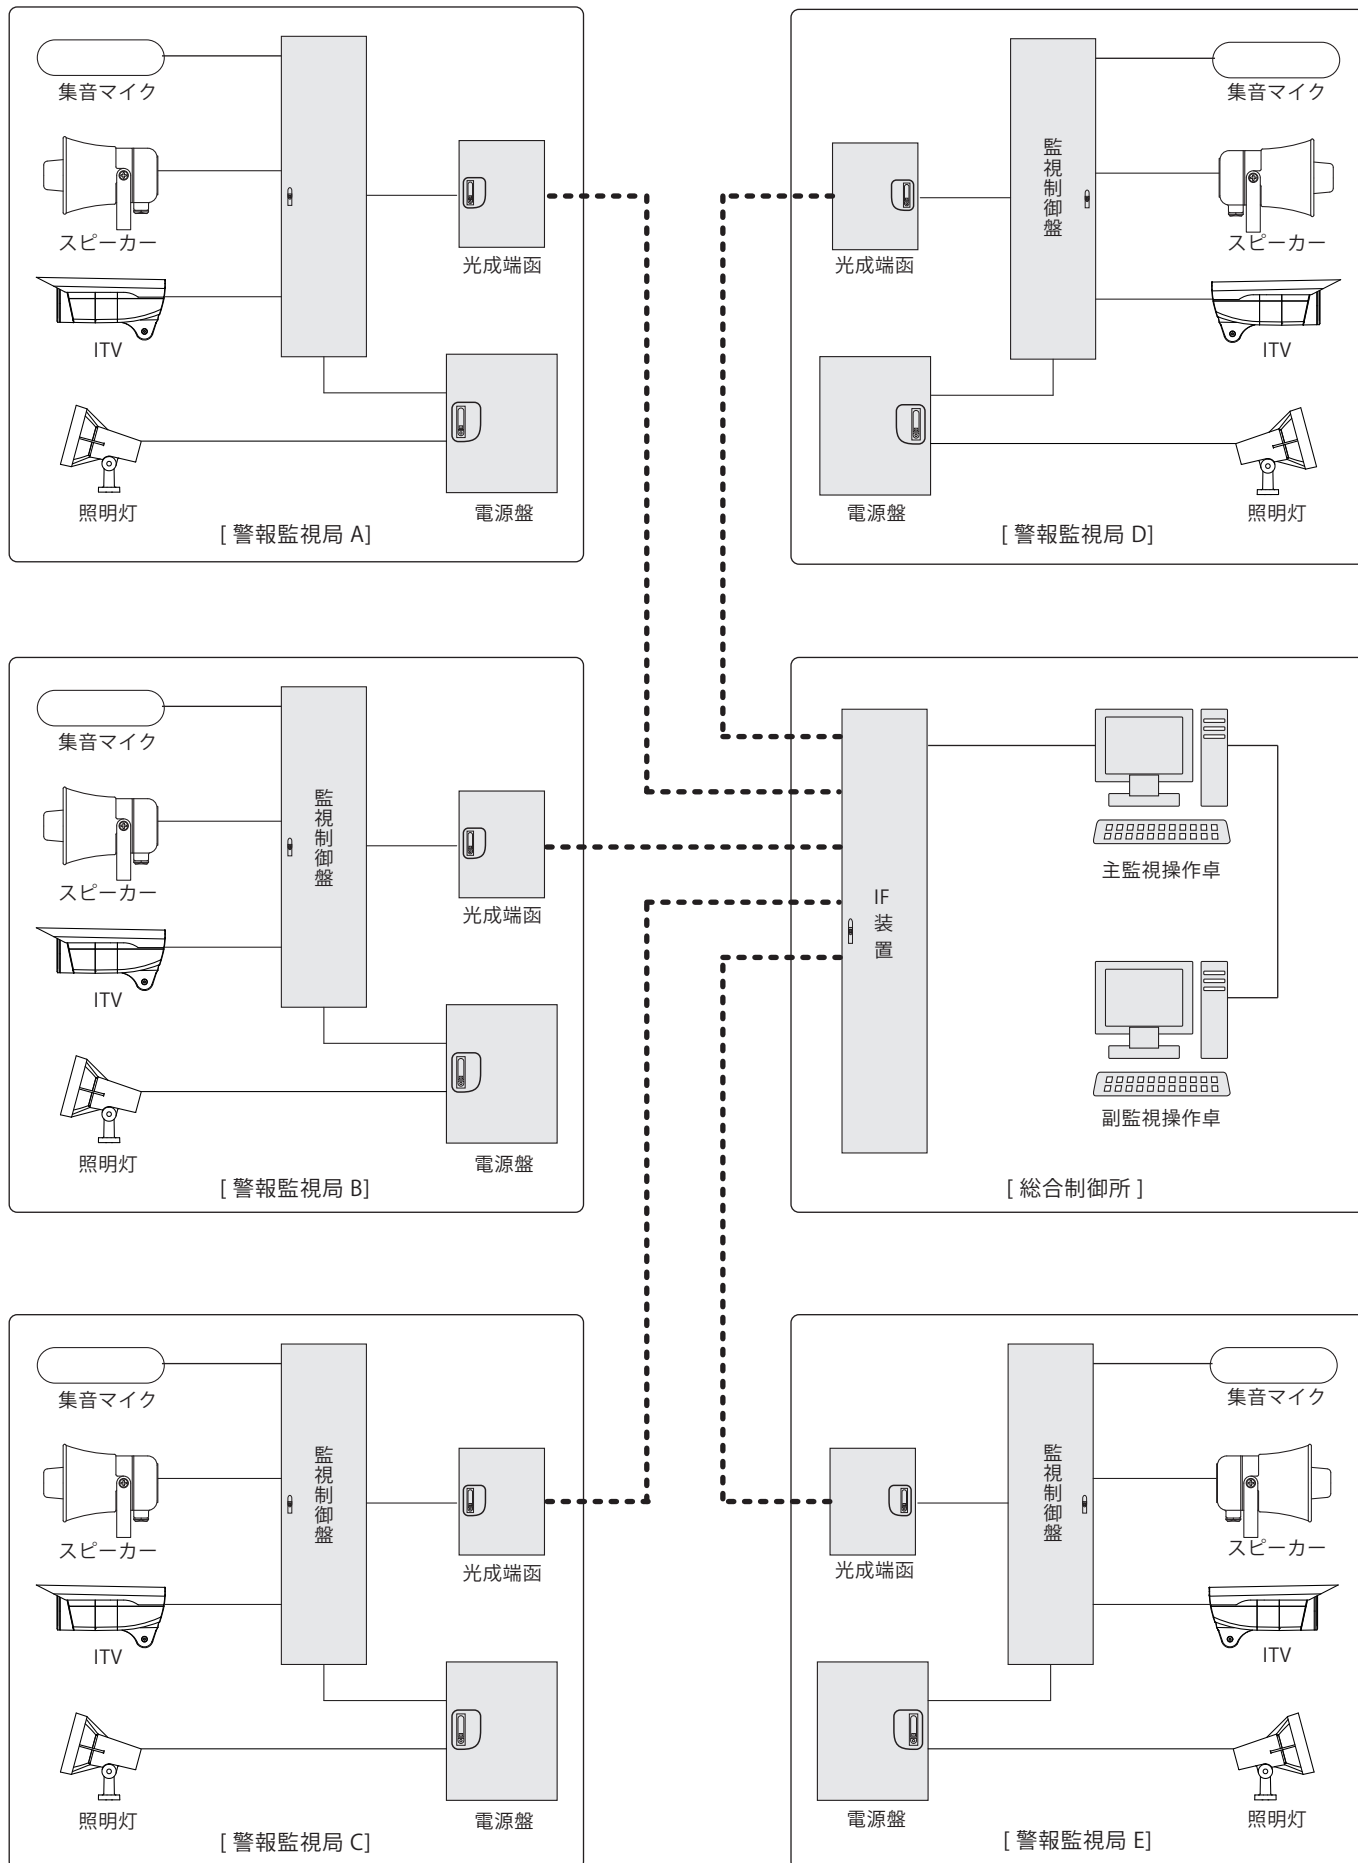 集音マイク
スピーカー
ITV
照明灯
光成端函
電源盤
[ 警報監視局 A]
監視制御盤
集音マイク
スピーカー
ITV
照明灯
光成端函
電源盤
[ 警報監視局 D]
集音マイク
スピーカー
ITV
照明灯
監視制御盤
光成端函
電源盤
[ 警報監視局 B]
IF
装
置
主監視操作卓
副監視操作卓
[ 総合制御所 ]
集音マイク
スピーカー
ITV
照明灯
監視制御盤
光成端函
電源盤
[ 警報監視局 C]
監視制御盤
集音マイク
スピーカー
ITV
照明灯
光成端函
電源盤
[ 警報監視局 E]